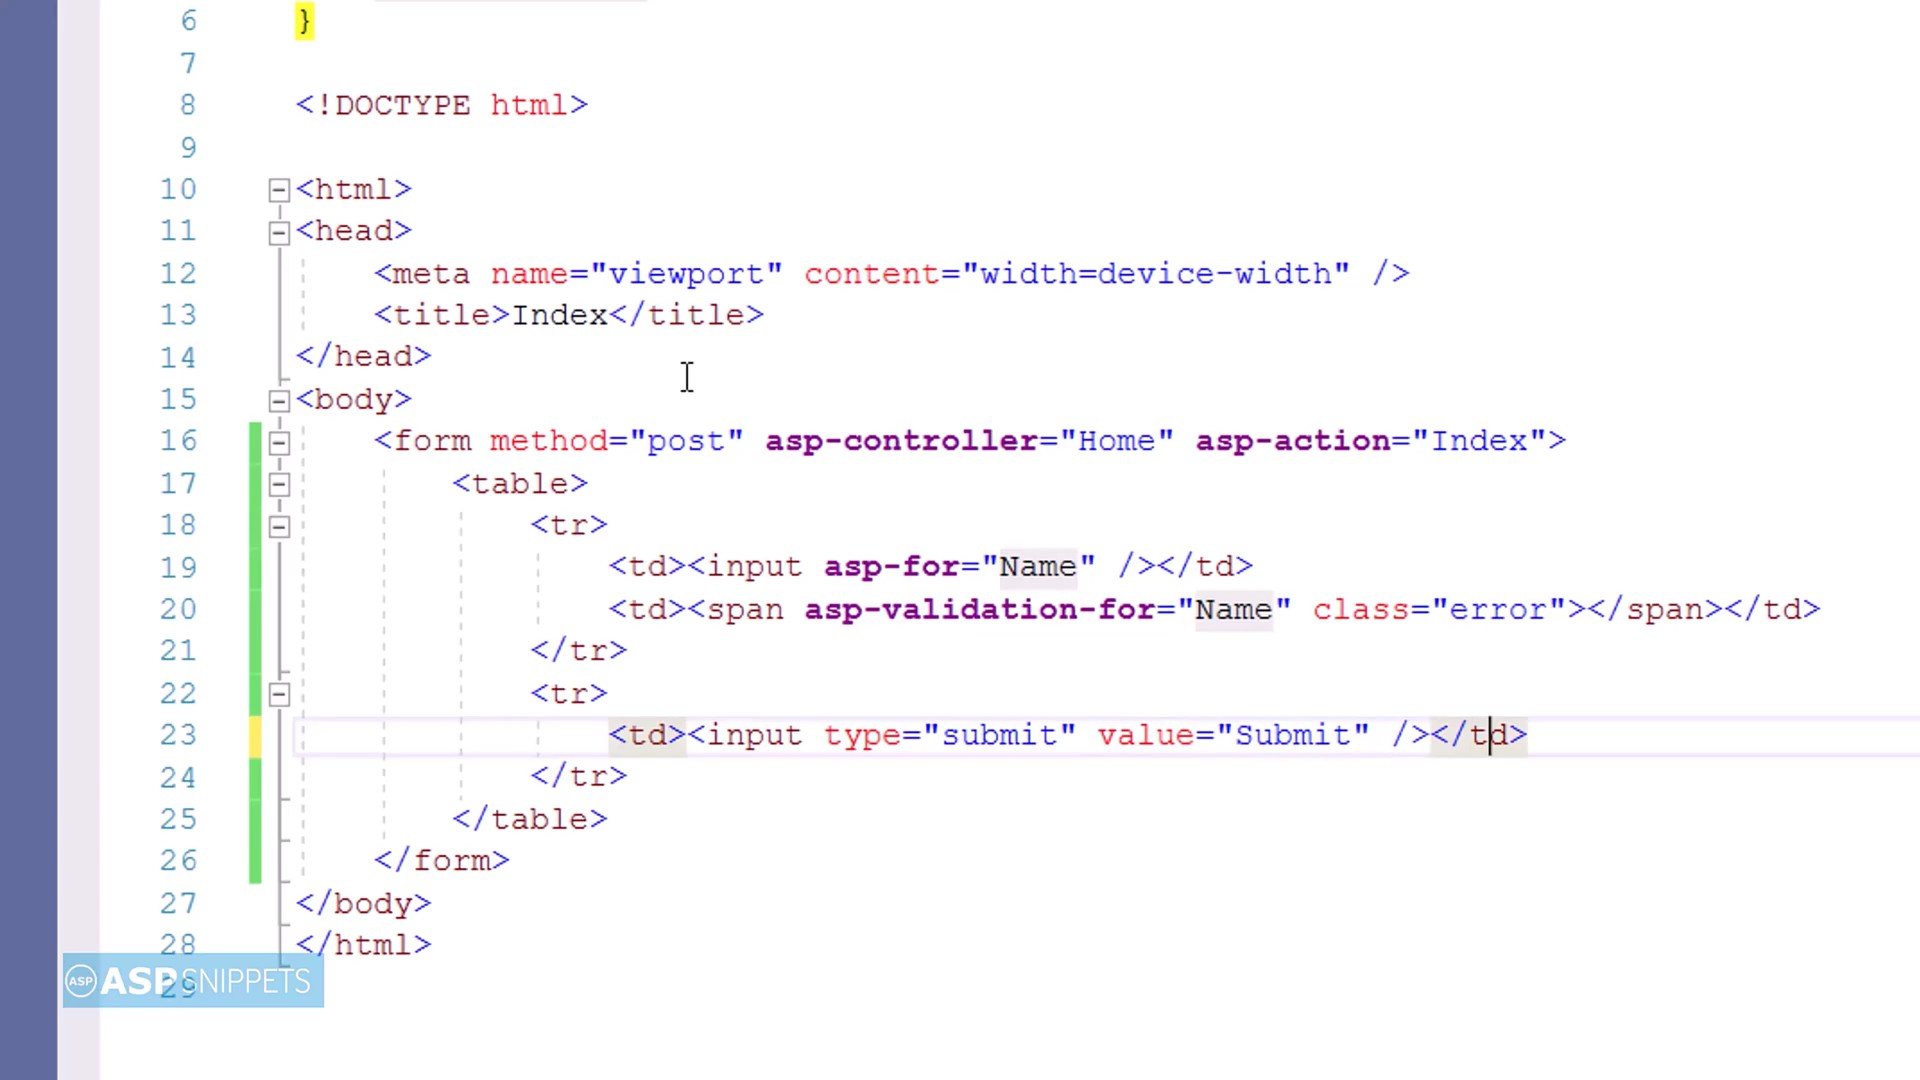 6 }
7
8 <!DOCTYPE html>
9
10 <html>
11 <head>
12 <meta name="viewport" content="width=device-width" />
13 <title>Index</title>
14 </head>
15 <body>
16 <form method="post" asp-controller="Home" asp-action="Index">
17 <table>
18 <tr>
19 <td><input asp-for="Name" /></td>
20 <td><span asp-validation-for="Name" class="error"></span></td>
21 </tr>
22 <tr>
23 <td><input type="submit" value="Submit" /></td>
24 </tr>
25 </table>
26 </form>
27 </body>
28 </html>
29
ASP ASPSNIPPETS